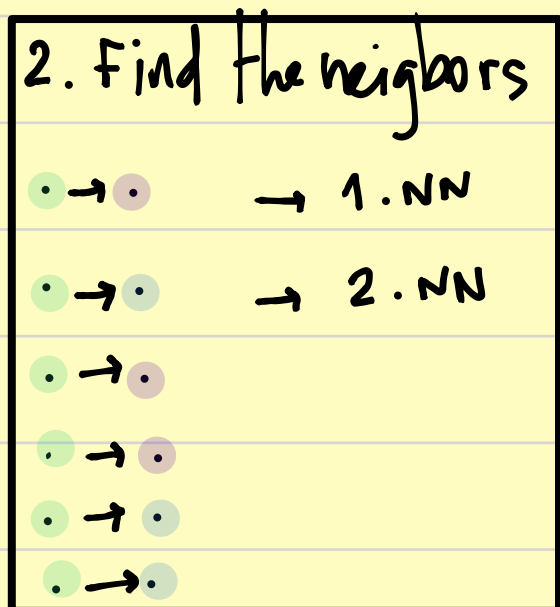 2. Find the neigbors
→ → 1. NN
→ → 2. NN
→
→
→
→